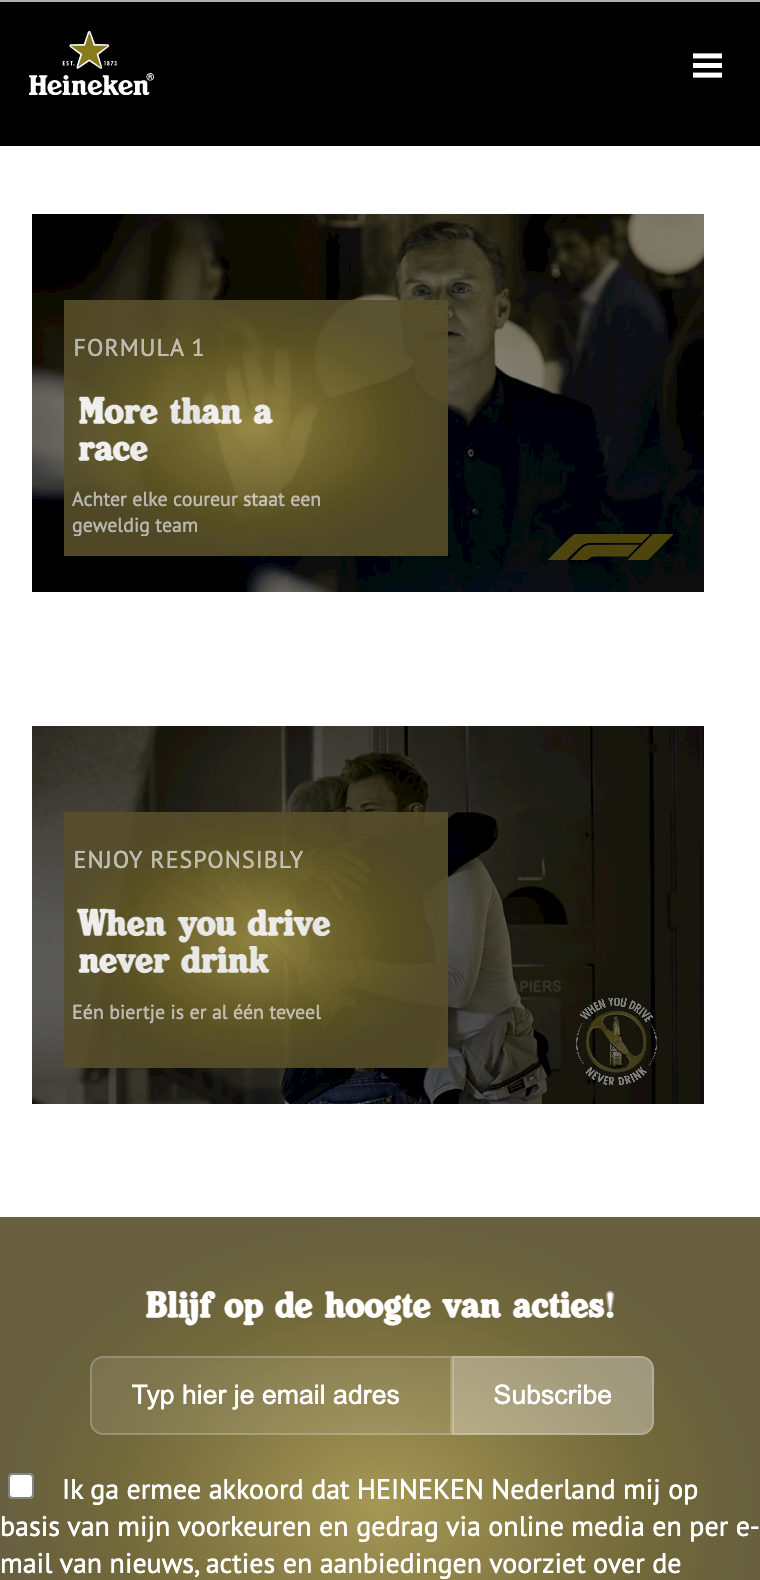 EST. 1873
Heineken®
FORMULA 1
More than a
race
Achter elke coureur staat een
geweldig team
ENJOY RESPONSIBLY
When you drive
never drink
Eén biertje is er al één teveel
PIERS
WHEN YOU DRIVE
NEVER DRINK
Blijf op de hoogte van acties!
Typ hier je email adres
Subscribe
Ik ga ermee akkoord dat HEINEKEN Nederland mij op
basis van mijn voorkeuren en gedrag via online media en per e-
mail van nieuws, acties en aanbiedingen voorziet over de